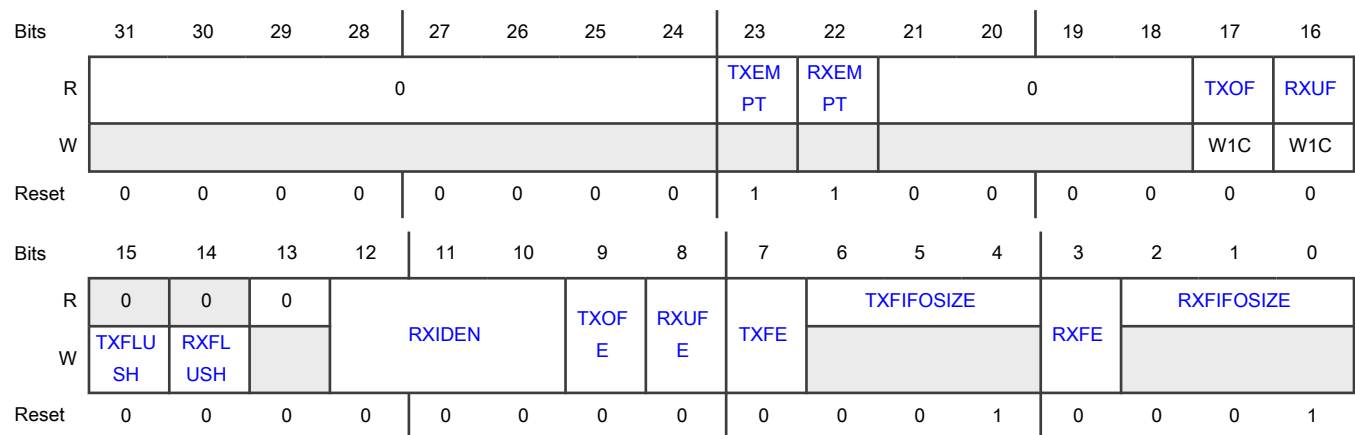 Bits 31 30 29 28 27 26 25 24 23 22 21 20 19 18 17 16
R 0 TXEM PT RXEM PT 0 TXOF RXUF
W W1C W1C
Reset 0 0 0 0 0 0 0 0 1 1 0 0 0 0 0 0
Bits 15 14 13 12 11 10 9 8 7 6 5 4 3 2 1 0
R 0 0 0 RXIDEN TXOF E RXUF E TXFE TXFIFOSIZE RXFE RXFIFOSIZE
W TXFLU SH RXFL USH
Reset 0 0 0 0 0 0 0 0 0 0 0 1 0 0 0 1